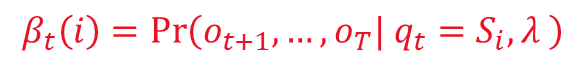 β_t(i) = Pr(o_{t+1}, ..., o_T | q_t = S_i, λ )